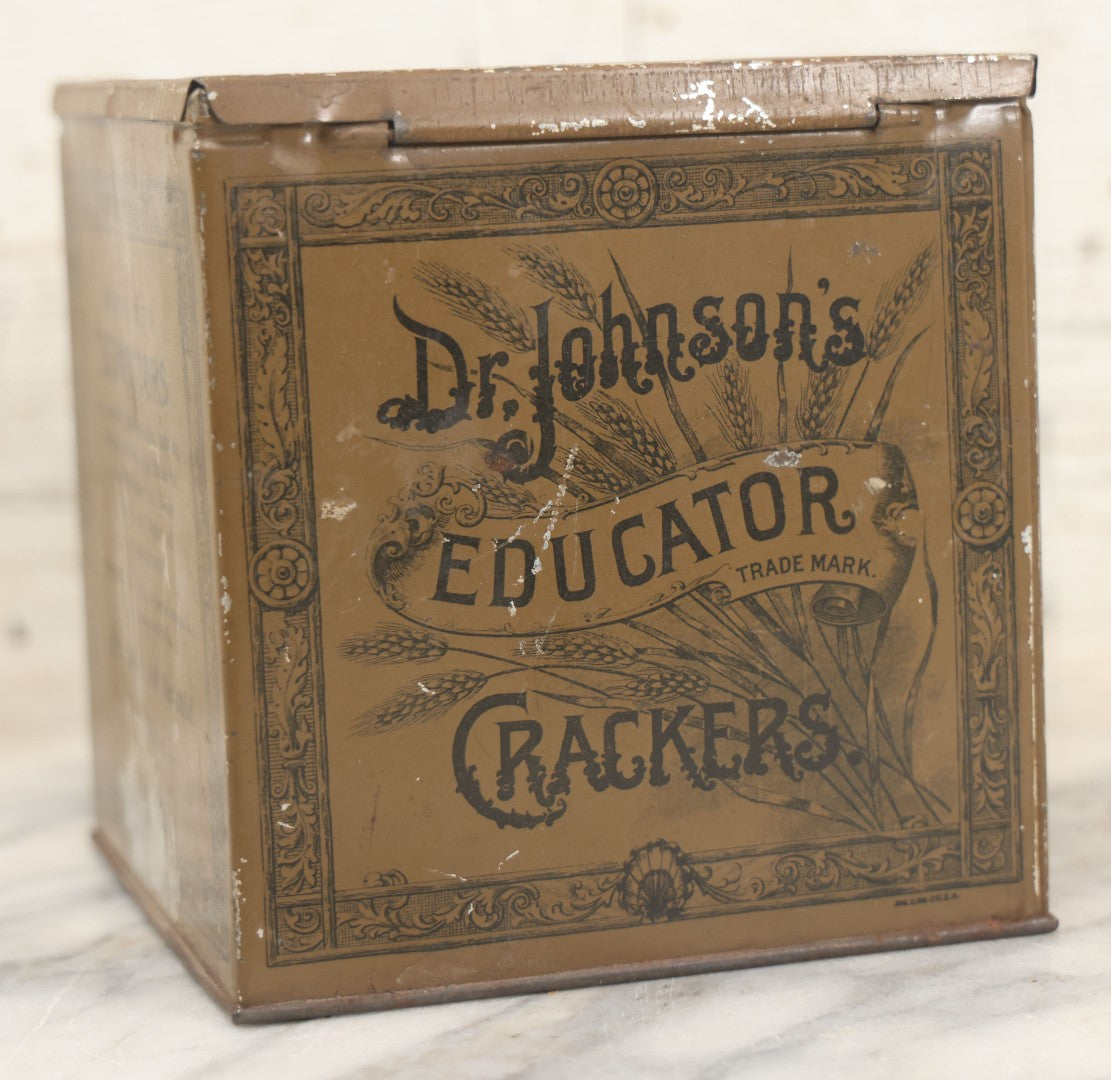 Dr. Johnson's
EDUCATOR
TRADE MARK.
CRACKERS.